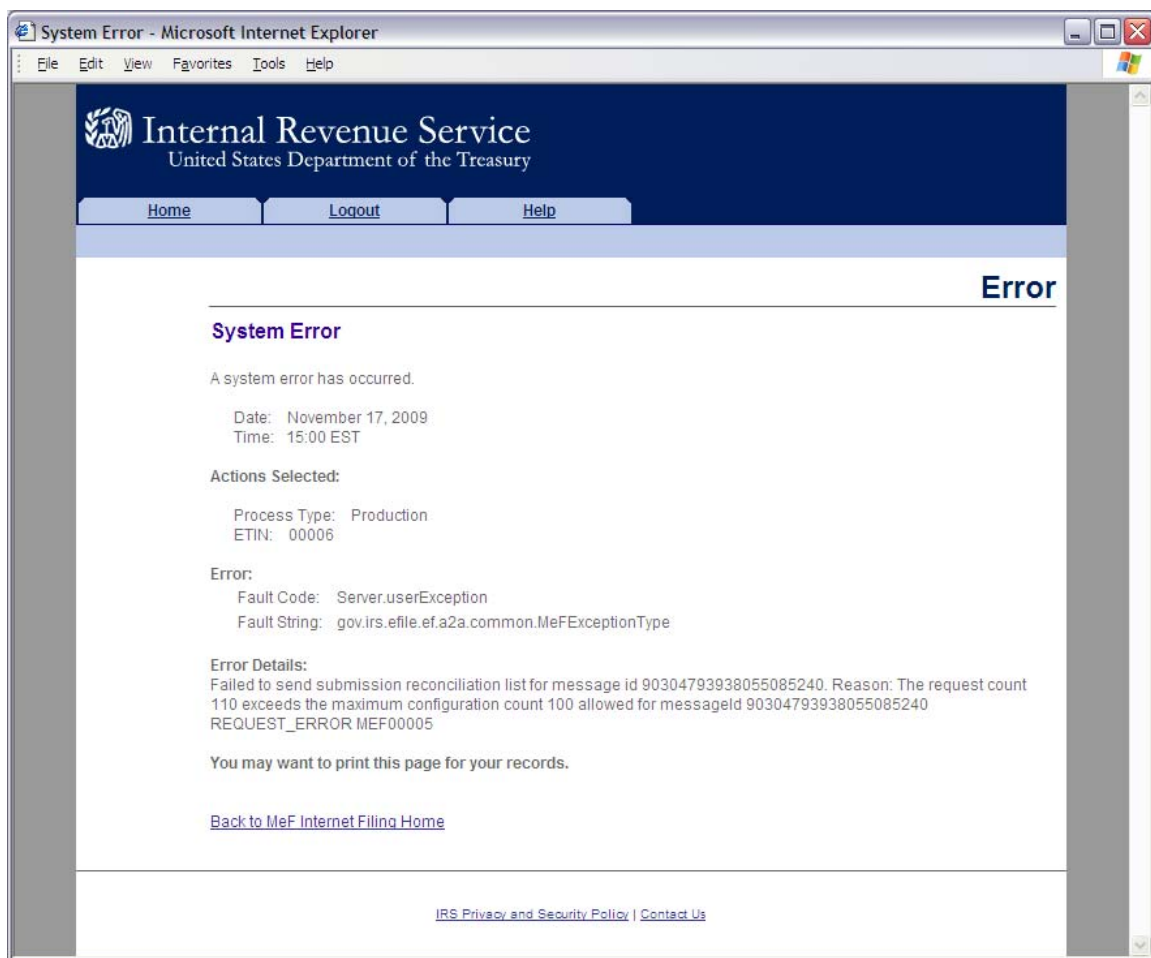 System Error - Microsoft Internet Explorer
File Edit View Favorites Tools Help
Internal Revenue Service
United States Department of the Treasury
Home Logout Help
Error
System Error
A system error has occurred.
Date: November 17, 2009
Time: 15:00 EST
Actions Selected:
Process Type: Production
ETIN: 00006
Error:
Fault Code: Server.userException
Fault String: gov.irs.efile.ef.a2a.common.MeFExceptionType
Error Details:
Failed to send submission reconciliation list for message id 90304793938055085240. Reason: The request count
110 exceeds the maximum configuration count 100 allowed for messageId 90304793938055085240
REQUEST_ERROR MEF00005
You may want to print this page for your records.
Back to MeF Internet Filing Home
IRS Privacy and Security Policy | Contact Us